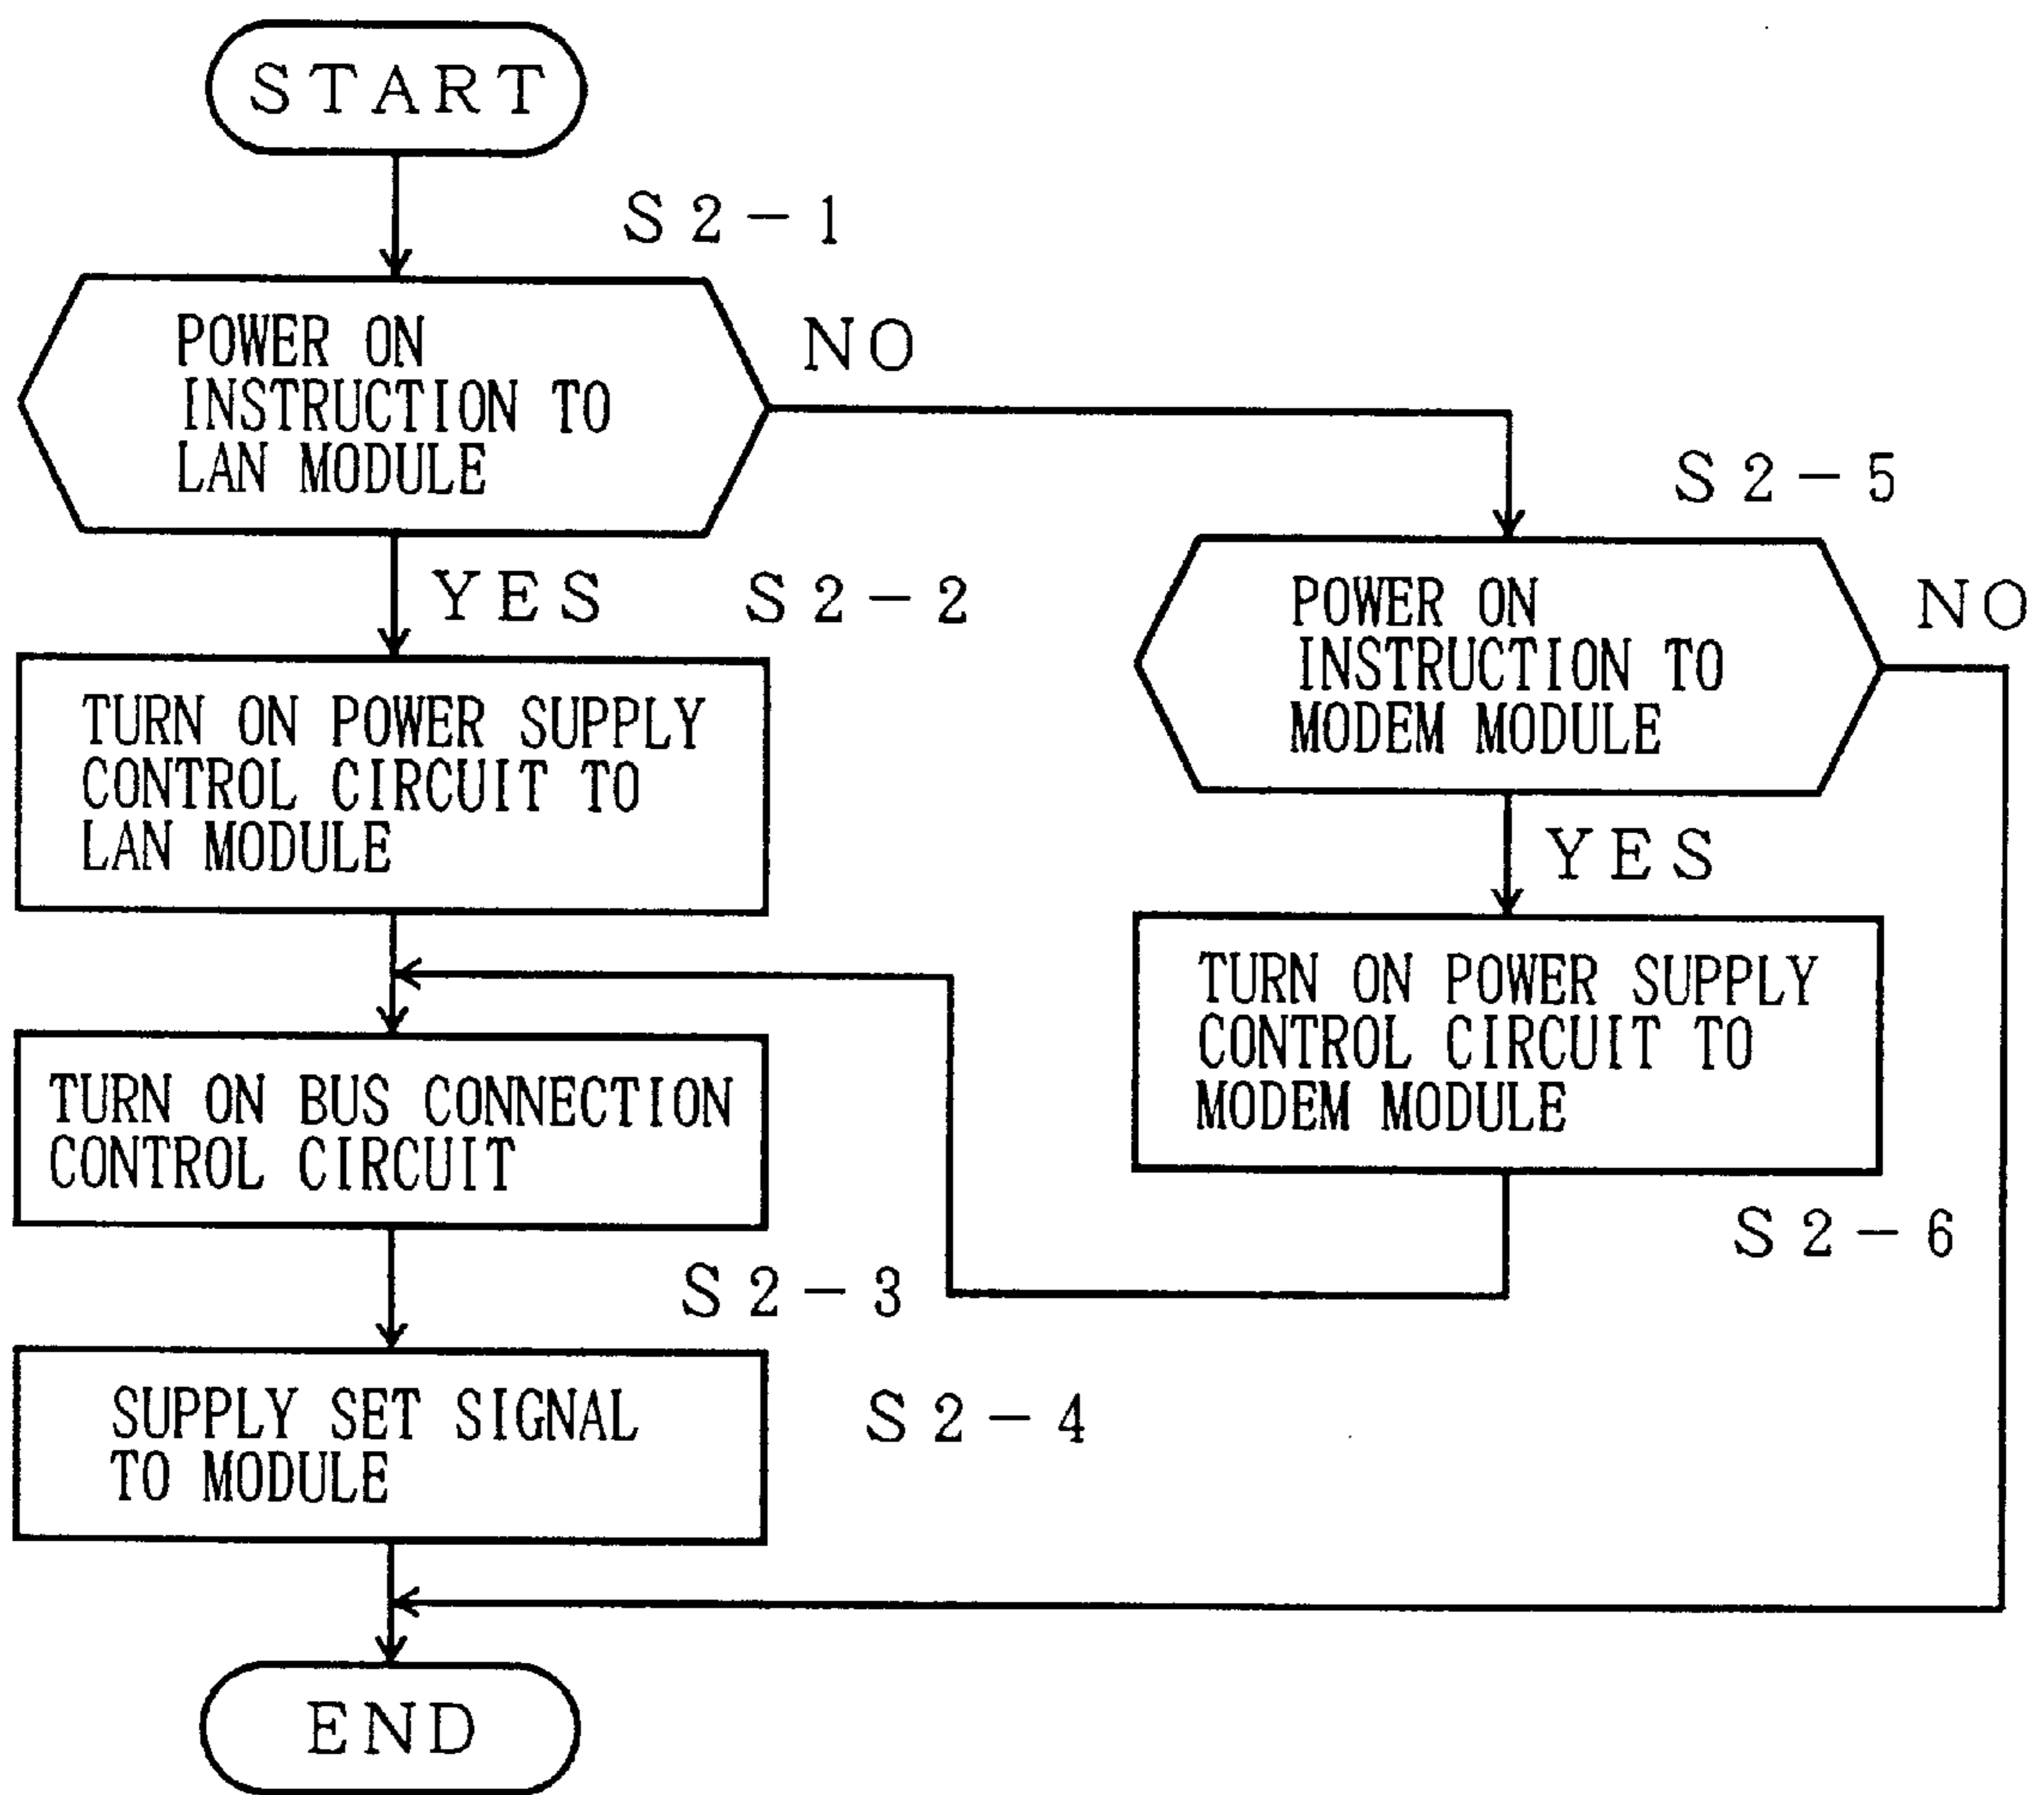 START
S2-1
POWER ON
INSTRUCTION TO
LAN MODULE
NO
YES
S2-2
TURN ON POWER SUPPLY
CONTROL CIRCUIT TO
LAN MODULE
TURN ON BUS CONNECTION
CONTROL CIRCUIT
S2-3
SUPPLY SET SIGNAL
TO MODULE
S2-4
END
S2-5
POWER ON
INSTRUCTION TO
MODEM MODULE
NO
YES
TURN ON POWER SUPPLY
CONTROL CIRCUIT TO
MODEM MODULE
S2-6